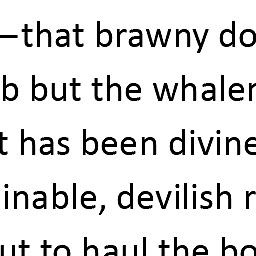 —that brawny do
b but the whaler
t has been divine
inable, devilish r
ut to haul the bo